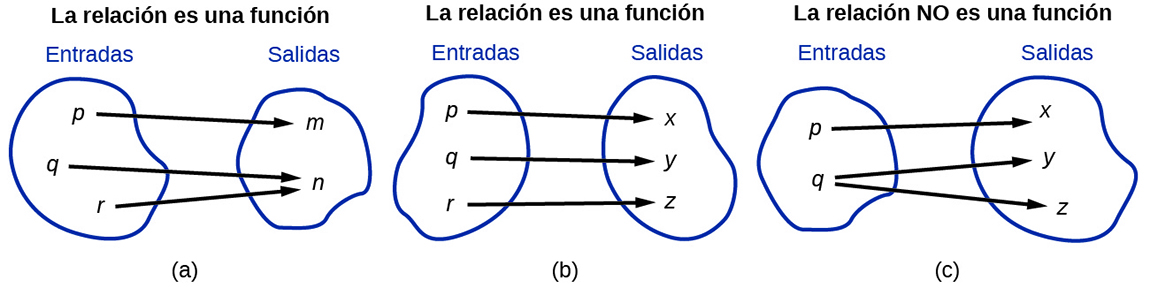 La relación es una función
Entradas Salidas
p
q
r
m
n
(a)
La relación es una función
Entradas Salidas
p
q
r
x
y
z
(b)
La relación NO es una función
Entradas Salidas
p
q
x
y
z
(c)